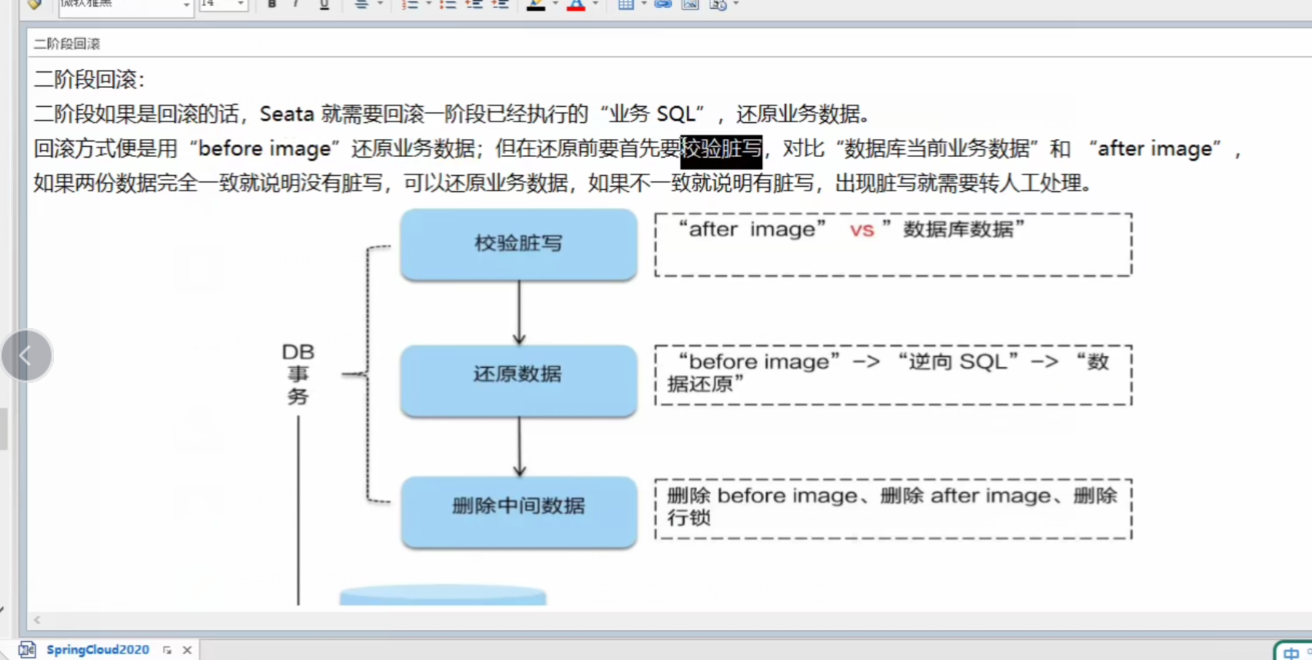 微软雅黑
14
B I U
二阶段回滚
二阶段回滚：
二阶段如果是回滚的话，Seata 就需要回滚一阶段已经执行的“业务 SQL”，还原业务数据。
回滚方式便是用“before image”还原业务数据；但在还原前要首先要校验脏写，对比“数据库当前业务数据”和 “after image”，
如果两份数据完全一致就说明没有脏写，可以还原业务数据，如果不一致就说明有脏写，出现脏写就需要转人工处理。
校验脏写
“after image” vs ”数据库数据”
DB
事
务
还原数据
“before image”–> “逆向 SQL”–> “数
据还原”
删除中间数据
删除 before image、删除 after image、删除
行锁
SpringCloud2020
中